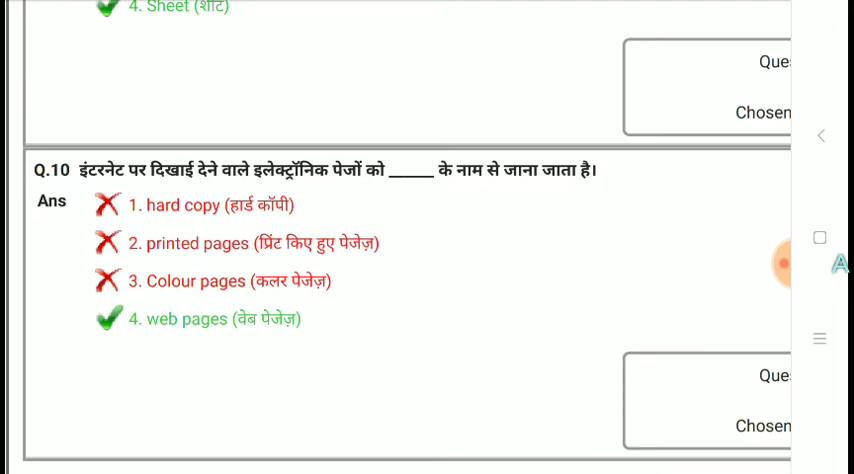 4. Sheet (शीट)
Que
Chosen
Q.10 इंटरनेट पर दिखाई देने वाले इलेक्ट्रॉनिक पेजों को ______ के नाम से जाना जाता है।
Ans
1. hard copy (हार्ड कॉपी)
2. printed pages (प्रिंट किए हुए पेजेज़)
3. Colour pages (कलर पेजेज़)
4. web pages (वेब पेजेज़)
A
Que
Chosen